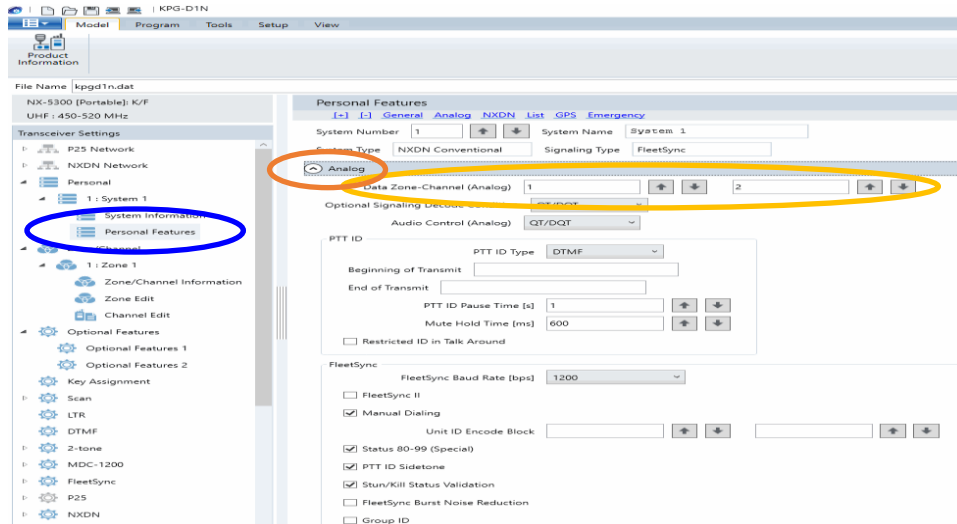 KPG-D1N
Model Program Tools Setup View
Product
Information
File Name kpgd1n.dat
NX-5300 [Portable]: K/F
UHF : 450-520 MHz
Transceiver Settings
P25 Network
NXDN Network
Personal
1 : System 1
System Information
Personal Features
Zone/Channel
1 : Zone 1
Zone/Channel Information
Zone Edit
Channel Edit
Optional Features
Optional Features 1
Optional Features 2
Key Assignment
Scan
LTR
DTMF
2-tone
MDC-1200
FleetSync
P25
NXDN
Personal Features
[+] [-] General Analog NXDN List GPS Emergency
System Number 1 System Name System 1
System Type NXDN Conventional Signaling Type FleetSync
Analog
Data Zone-Channel (Analog) 1 2
Optional Signaling Decode QT/DQT
Audio Control (Analog) QT/DQT
PTT ID
PTT ID Type DTMF
Beginning of Transmit
End of Transmit
PTT ID Pause Time [s] 1
Mute Hold Time [ms] 600
Restricted ID in Talk Around
FleetSync
FleetSync Baud Rate [bps] 1200
FleetSync II
Manual Dialing
Unit ID Encode Block
Status 80-99 (Special)
PTT ID Sidetone
Stun/Kill Status Validation
FleetSync Burst Noise Reduction
Group ID